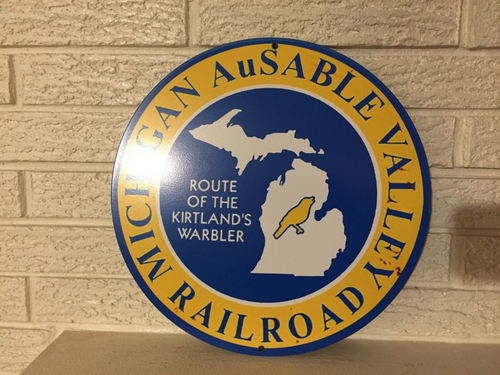 MICHIGAN AuSABLE VALLEY RAILROAD
ROUTE
OF THE
KIRTLAND'S
WARBLER